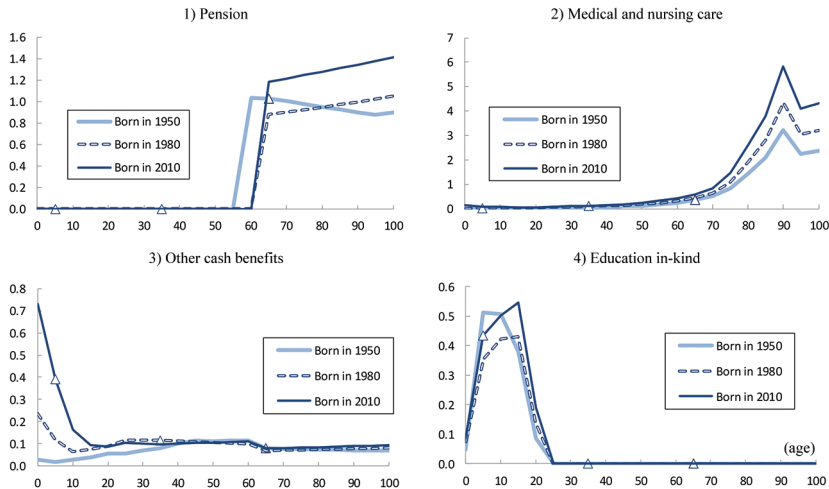 1) Pension
1.6
1.4
1.2
1.0
0.8
0.6
0.4
0.2
0.0
Born in 1950
Born in 1980
Born in 2010
0 10 20 30 40 50 60 70 80 90 100
2) Medical and nursing care
7
6
5
4
3
2
1
0
Born in 1950
Born in 1980
Born in 2010
0 10 20 30 40 50 60 70 80 90 100
3) Other cash benefits
0.8
0.7
0.6
0.5
0.4
0.3
0.2
0.1
0.0
Born in 1950
Born in 1980
Born in 2010
0 10 20 30 40 50 60 70 80 90 100
4) Education in-kind
0.6
0.5
0.4
0.3
0.2
0.1
0.0
Born in 1950
Born in 1980
Born in 2010
(age)
0 10 20 30 40 50 60 70 80 90 100